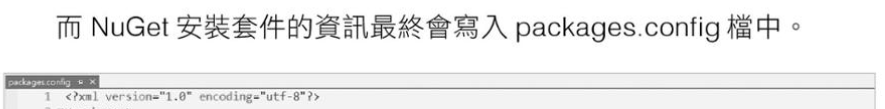 而 NuGet 安裝套件的資訊最終會寫入 packages.config 檔中。
packages.config
1 <?xml version="1.0" encoding="utf-8"?>